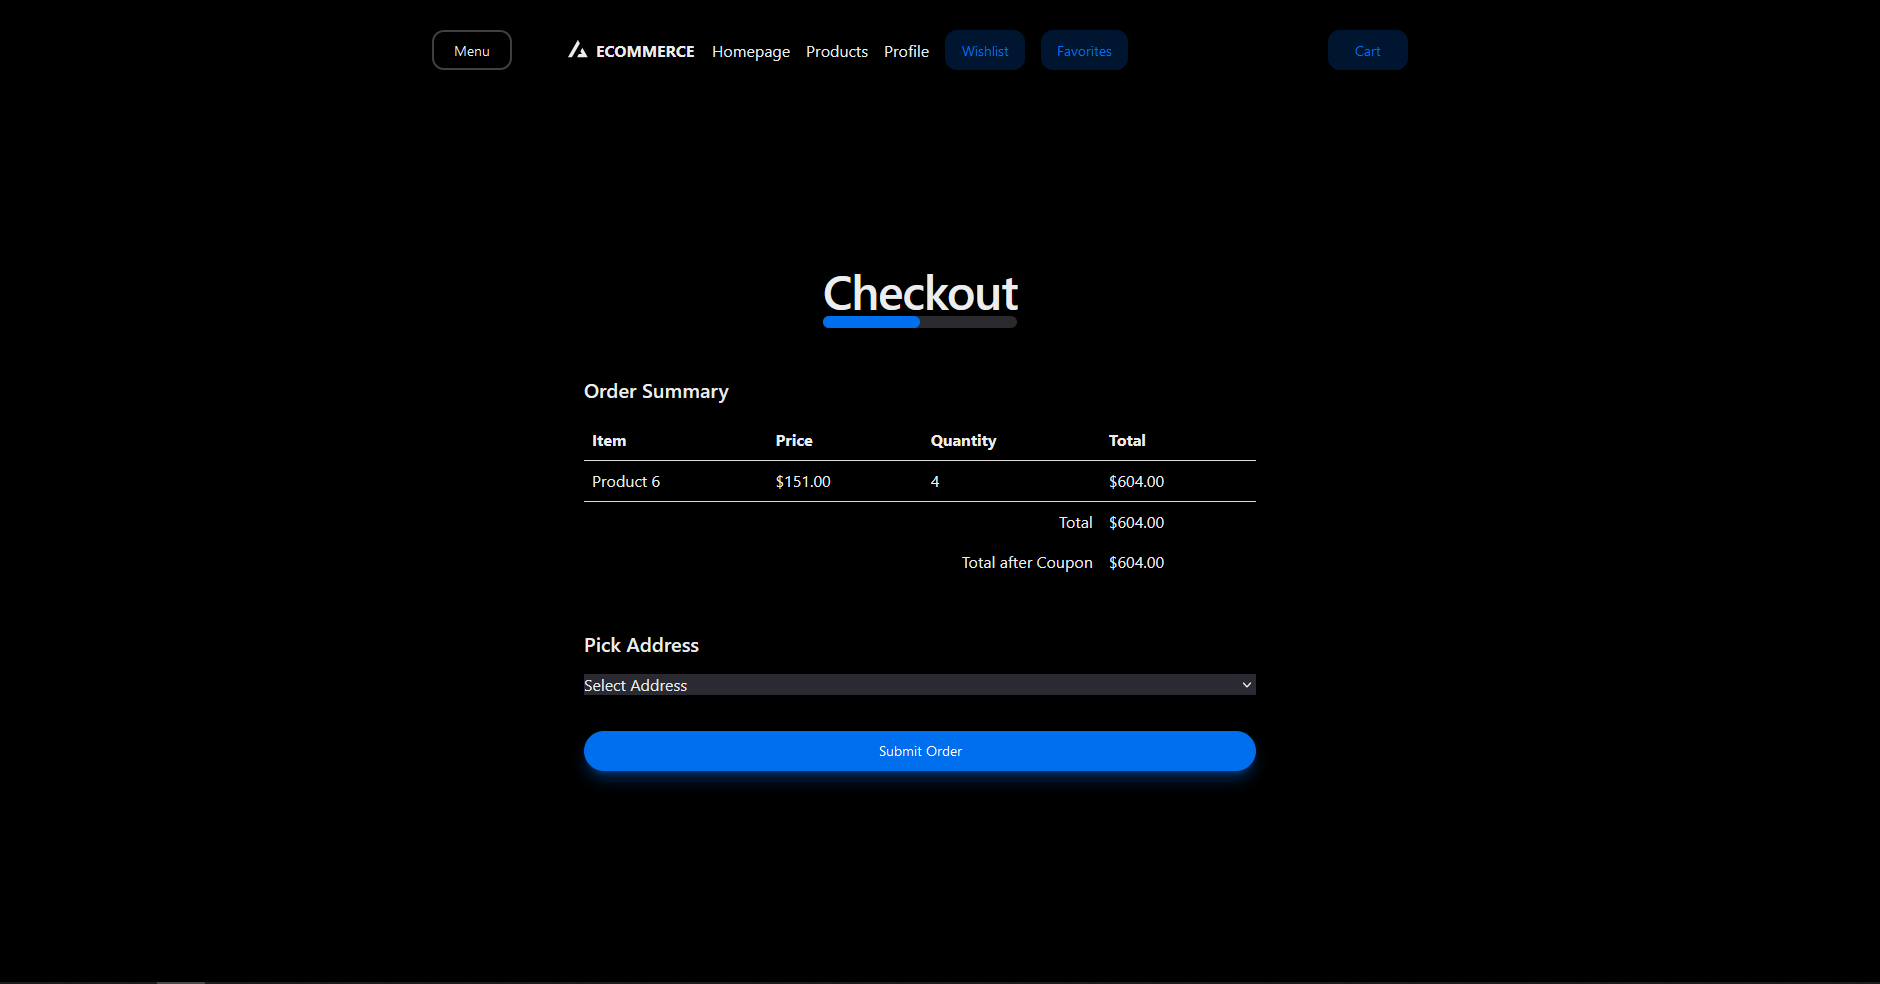 Menu ECOMMERCE Homepage Products Profile Wishlist Favorites Cart
Checkout
Order Summary
Item Price Quantity Total
Product 6 $151.00 4 $604.00
Total $604.00
Total after Coupon $604.00
Pick Address
Select Address
Submit Order